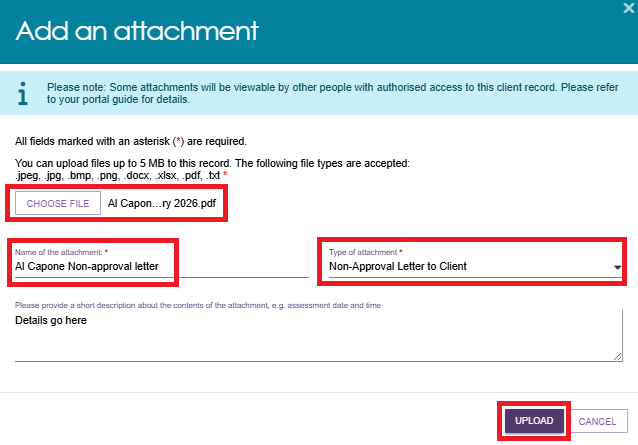 Add an attachment
Please note: Some attachments will be viewable by other people with authorised access to this client record. Please refer
to your portal guide for details.
All fields marked with an asterisk (*) are required.
You can upload files up to 5 MB to this record. The following file types are accepted:
.jpeg, .jpg, .bmp, .png, .docx, .xlsx, .pdf, .txt *
CHOOSE FILE Al Capon...ry 2026.pdf
Name of the attachment: *
Al Capone Non-approval letter
Type of attachment *
Non-Approval Letter to Client
Please provide a short description about the contents of the attachment, e.g. assessment date and time
Details go here
UPLOAD CANCEL